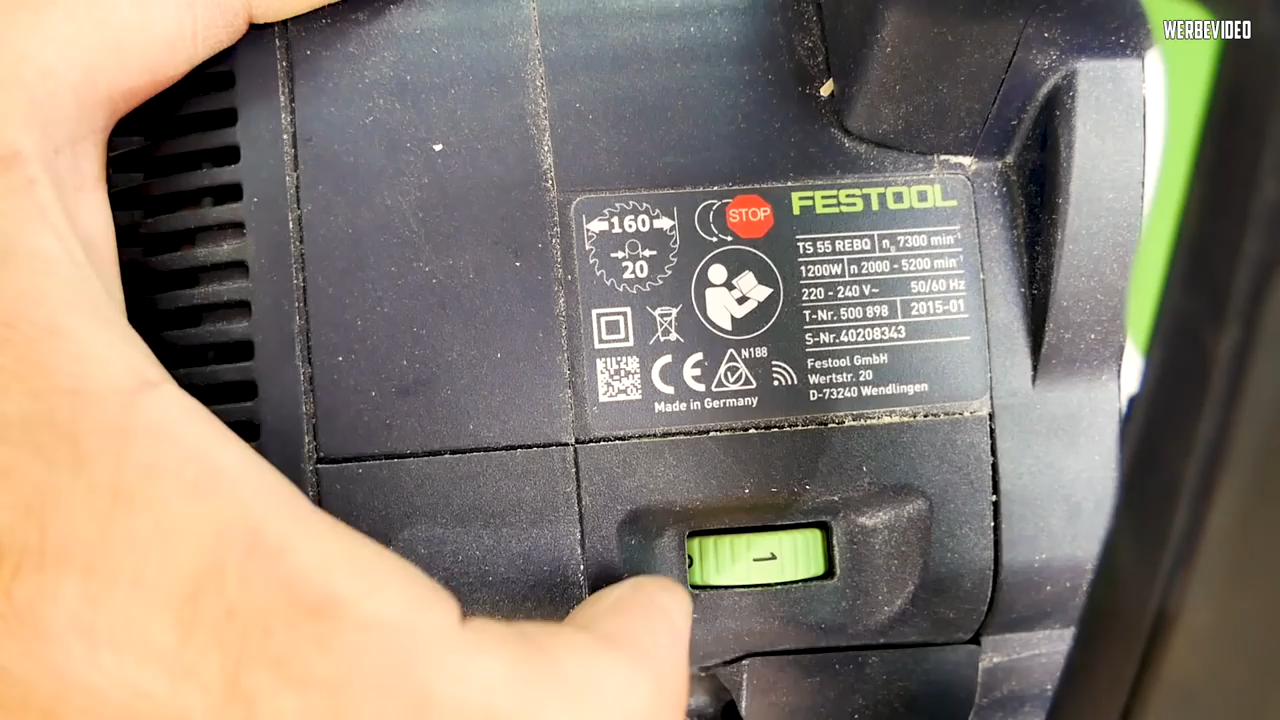 WERBEVIDEO
160
20
STOP
FESTOOL
TS 55 REBQ n₀ 7300 min⁻¹
1200W n 2000 - 5200 min⁻¹
220 - 240 V~ 50/60 Hz
T-Nr. 500 898 2015-01
S-Nr.40208343
Festool GmbH
Wertstr. 20
D-73240 Wendlingen
CE N188
Made in Germany
1